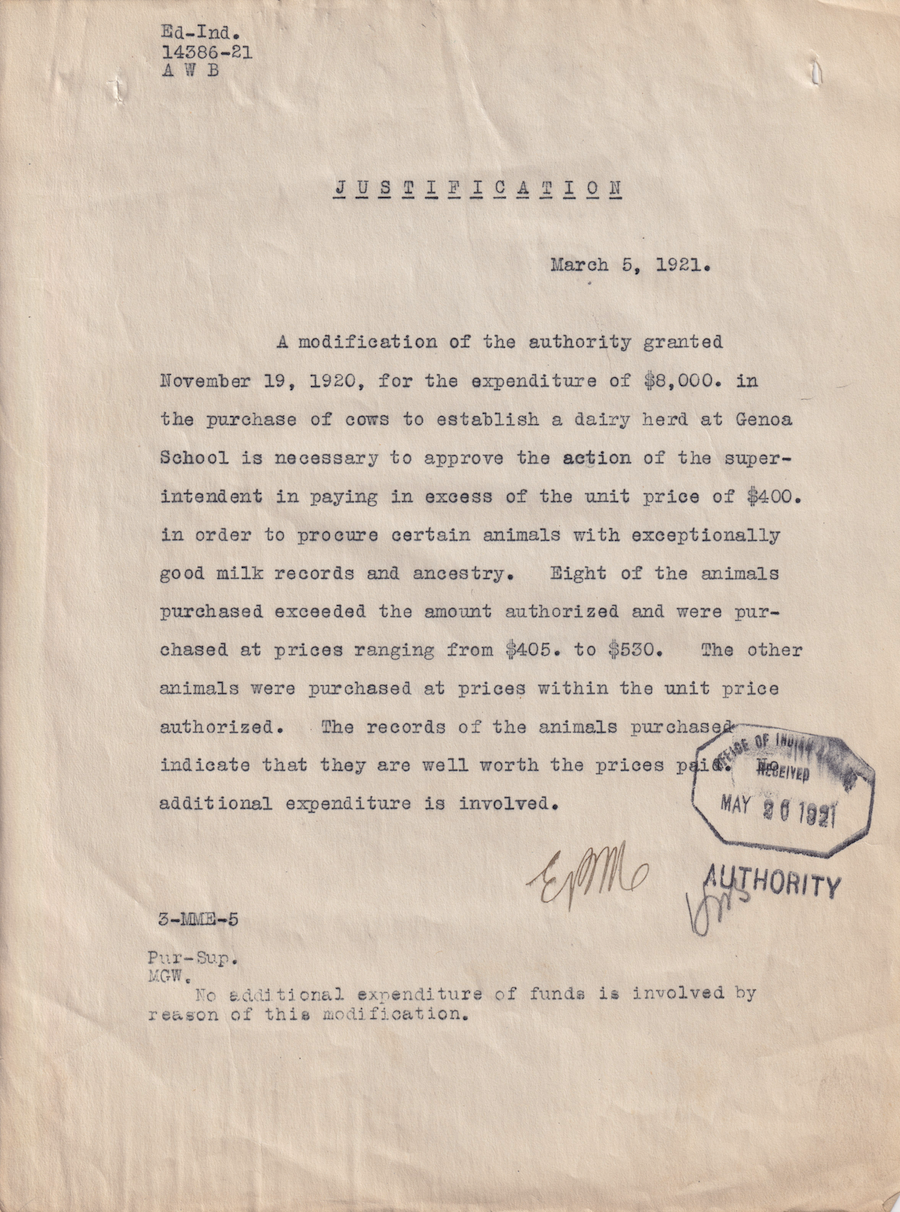 Ed-Ind.
14386-21
A W B
JUSTIFICATION
March 5, 1921.
A modification of the authority granted
November 19, 1920, for the expenditure of $8,000. in
the purchase of cows to establish a dairy herd at Genoa
School is necessary to approve the action of the super-
intendent in paying in excess of the unit price of $400.
in order to procure certain animals with exceptionally
good milk records and ancestry. Eight of the animals
purchased exceeded the amount authorized and were pur-
chased at prices ranging from $405. to $530. The other
animals were purchased at prices within the unit price
authorized. The records of the animals purchased
indicate that they are well worth the prices paid. No
additional expenditure is involved.
OFFICE OF INDIAN
RECEIVED
MAY 20 1921
AUTHORITY
3-MME-5
Pur-Sup.
MGW.
No additional expenditure of funds is involved by
reason of this modification.